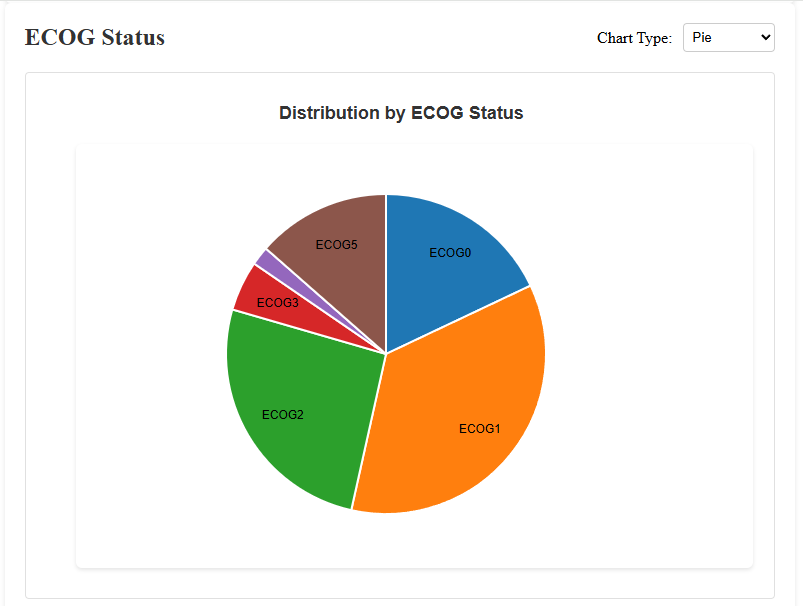 ECOG Status
Chart Type: Pie
Distribution by ECOG Status
ECOG5
ECOG0
ECOG3
ECOG2
ECOG1